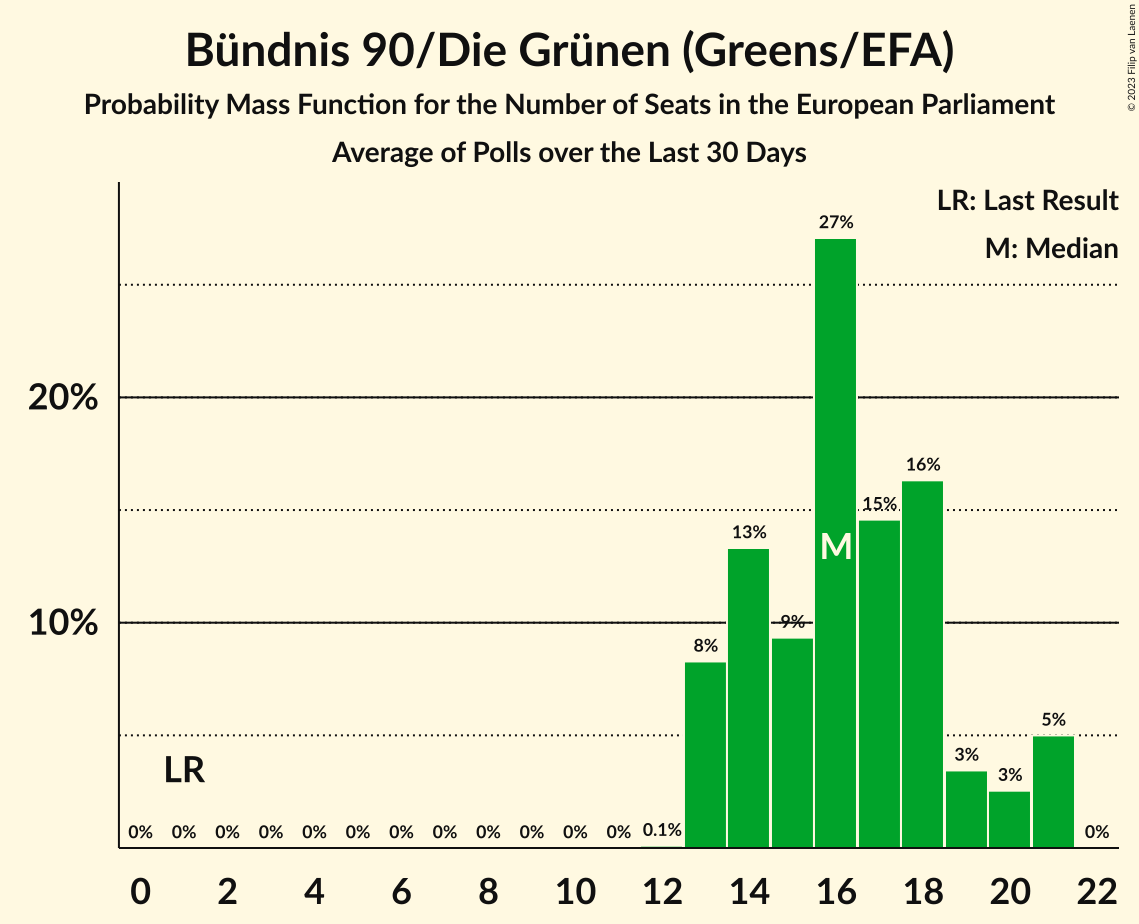 Bündnis 90/Die Grünen (Greens/EFA)
Probability Mass Function for the Number of Seats in the European Parliament
Average of Polls over the Last 30 Days
© 2023 Filip van Laenen
LR: Last Result
M: Median
27%
20%
16%
15%
13%
M
10%
9%
8%
5%
LR
3%
3%
0% 0% 0% 0% 0% 0% 0% 0% 0% 0% 0% 0% 0.1% 0%
0 2 4 6 8 10 12 14 16 18 20 22